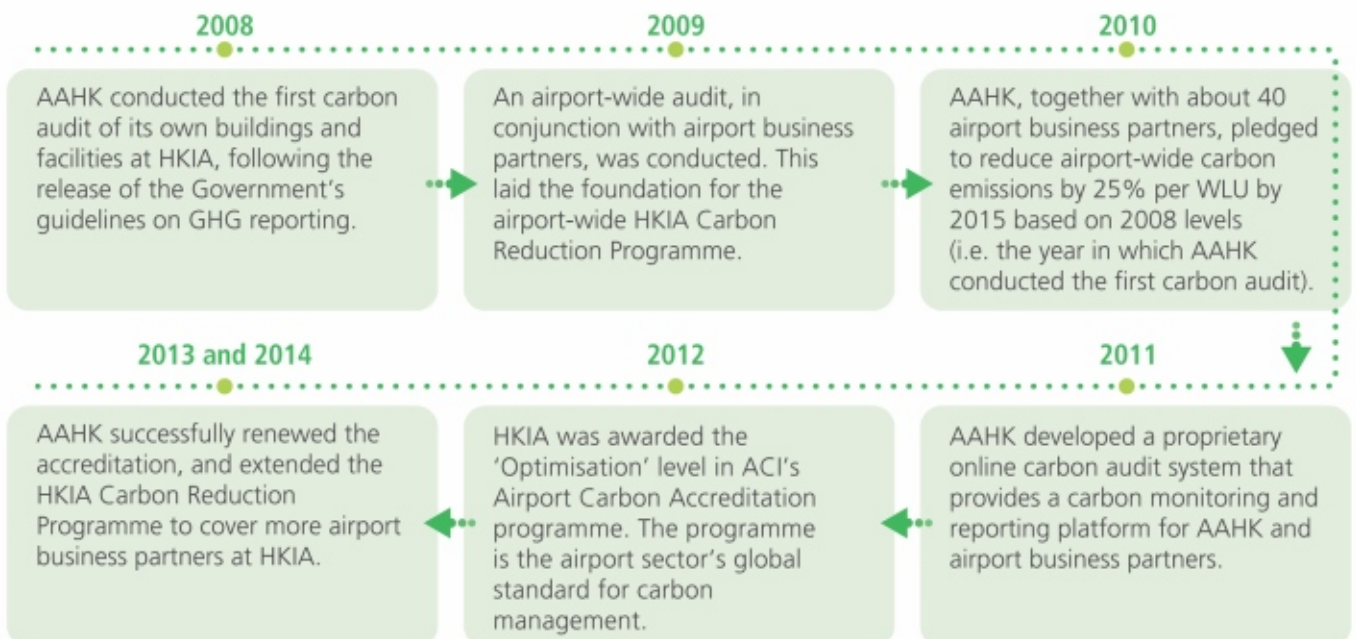 2008
AAHK conducted the first carbon
audit of its own buildings and
facilities at HKIA, following the
release of the Government's
guidelines on GHG reporting.
2009
An airport-wide audit, in
conjunction with airport business
partners, was conducted. This
laid the foundation for the
airport-wide HKIA Carbon
Reduction Programme.
2010
AAHK, together with about 40
airport business partners, pledged
to reduce airport-wide carbon
emissions by 25% per WLU by
2015 based on 2008 levels
(i.e. the year in which AAHK
conducted the first carbon audit).
2011
AAHK developed a proprietary
online carbon audit system that
provides a carbon monitoring and
reporting platform for AAHK and
airport business partners.
2012
HKIA was awarded the
'Optimisation' level in ACI's
Airport Carbon Accreditation
programme. The programme
is the airport sector's global
standard for carbon
management.
2013 and 2014
AAHK successfully renewed the
accreditation, and extended the
HKIA Carbon Reduction
Programme to cover more airport
business partners at HKIA.